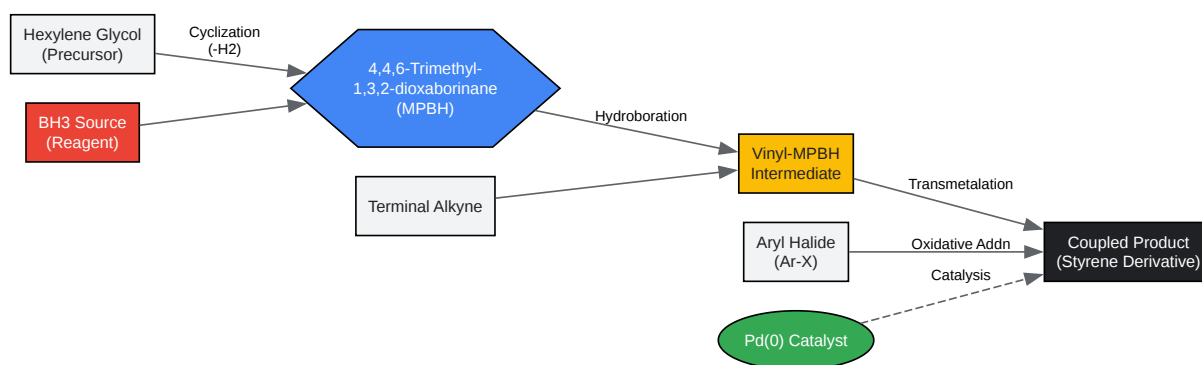 Hexylene Glycol
(Precursor)
Cyclization
(-H2)
BH3 Source
(Reagent)
4,4,6-Trimethyl-
1,3,2-dioxaborinane
(MPBH)
Hydroboration
Terminal Alkyne
Vinyl-MPBH
Intermediate
Transmetalation
Aryl Halide
(Ar-X)
Oxidative Addn
Catalysis
Pd(0) Catalyst
Coupled Product
(Styrene Derivative)